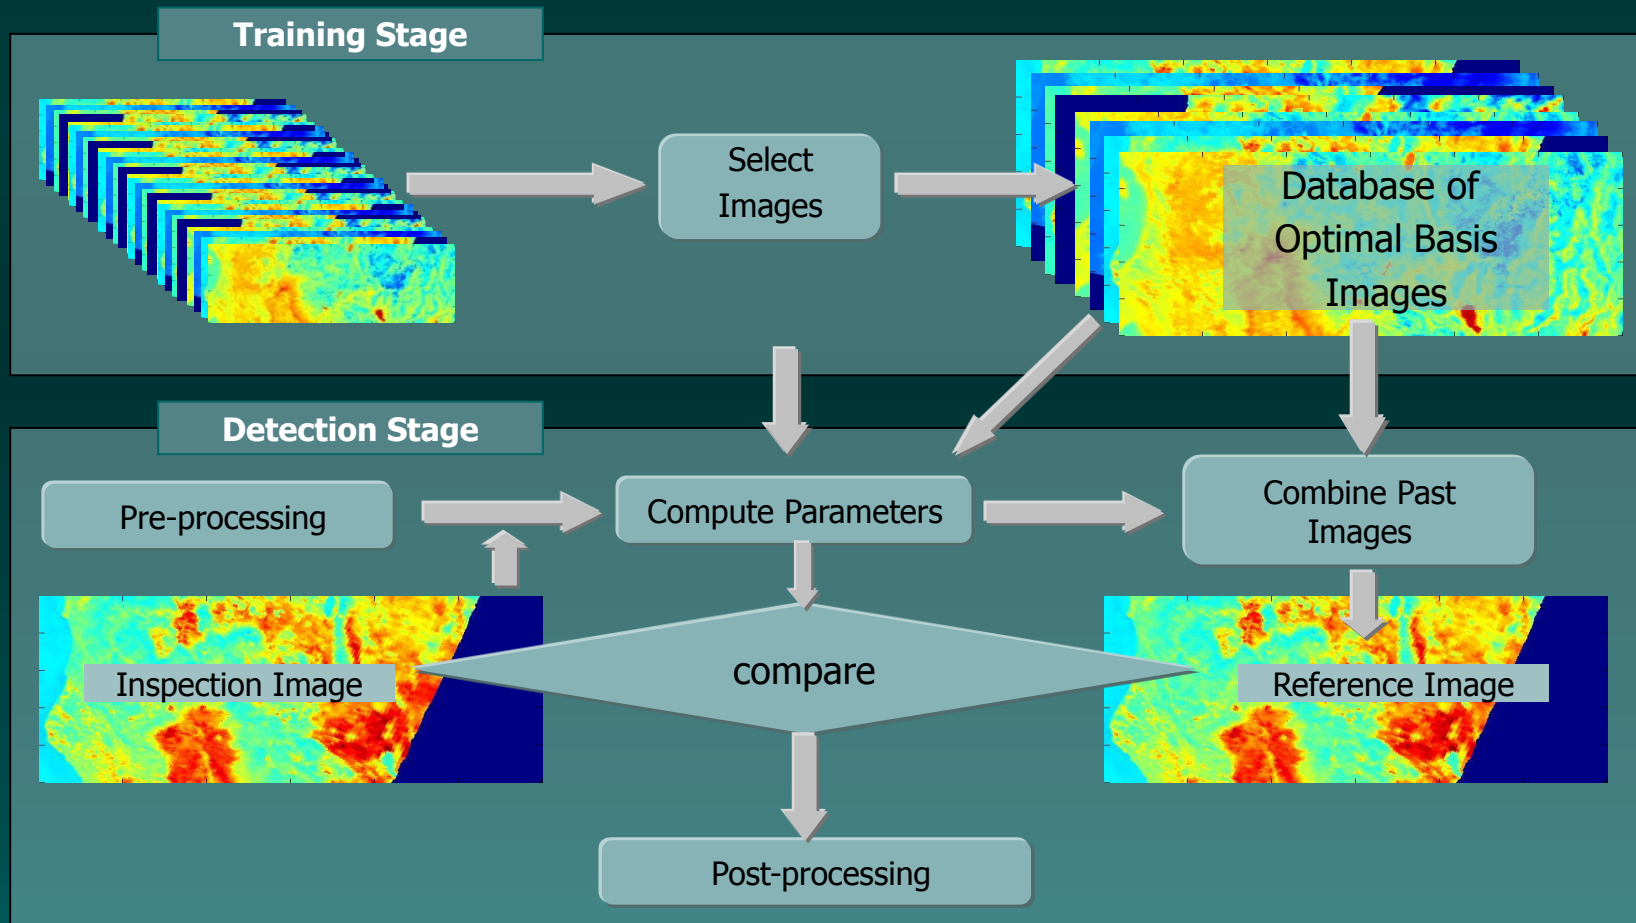 Training Stage
Select
Images
Database of
Optimal Basis
Images
Detection Stage
Pre-processing
Compute Parameters
Combine Past
Images
Inspection Image
compare
Reference Image
Post-processing